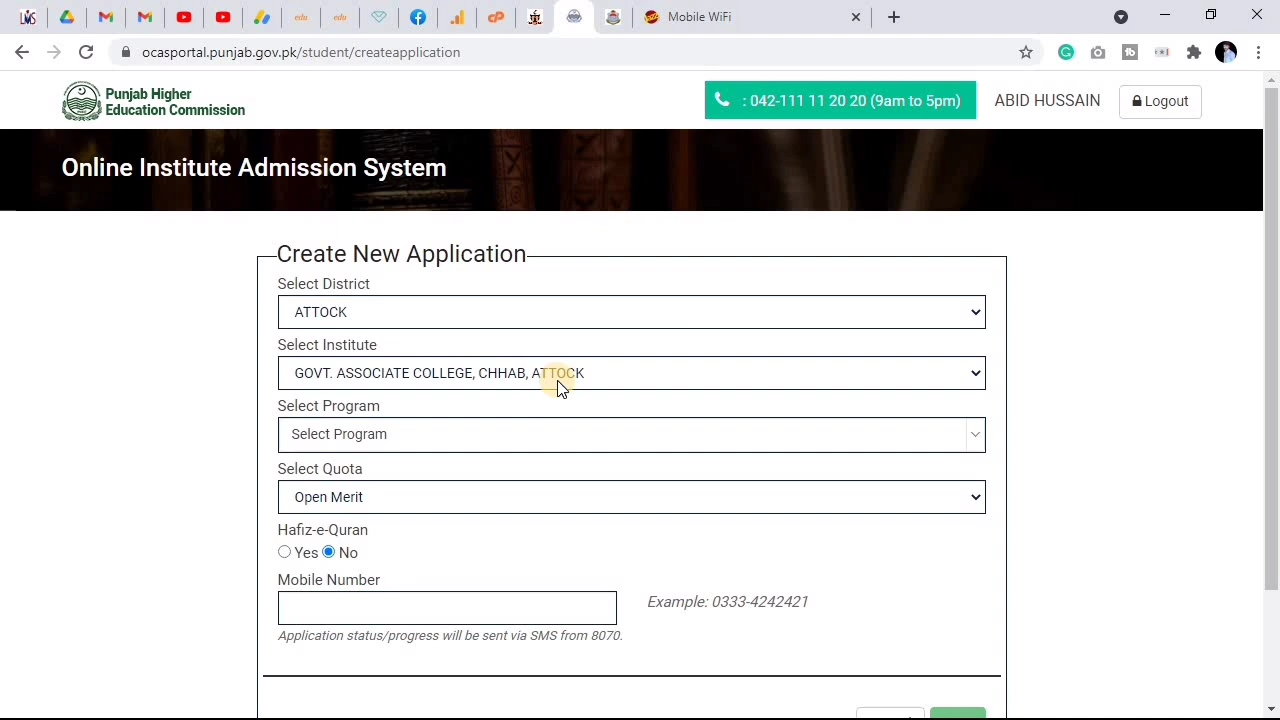 edu
edu
Mobile WiFi
ocasportal.punjab.gov.pk/student/createapplication
Punjab Higher
Education Commission
: 042-111 11 20 20 (9am to 5pm)
ABID HUSSAIN
Logout
Online Institute Admission System
Create New Application
Select District
ATTOCK
Select Institute
GOVT. ASSOCIATE COLLEGE, CHHAB, ATTOCK
Select Program
Select Program
Select Quota
Open Merit
Hafiz-e-Quran
Yes No
Mobile Number
Example: 0333-4242421
Application status/progress will be sent via SMS from 8070.